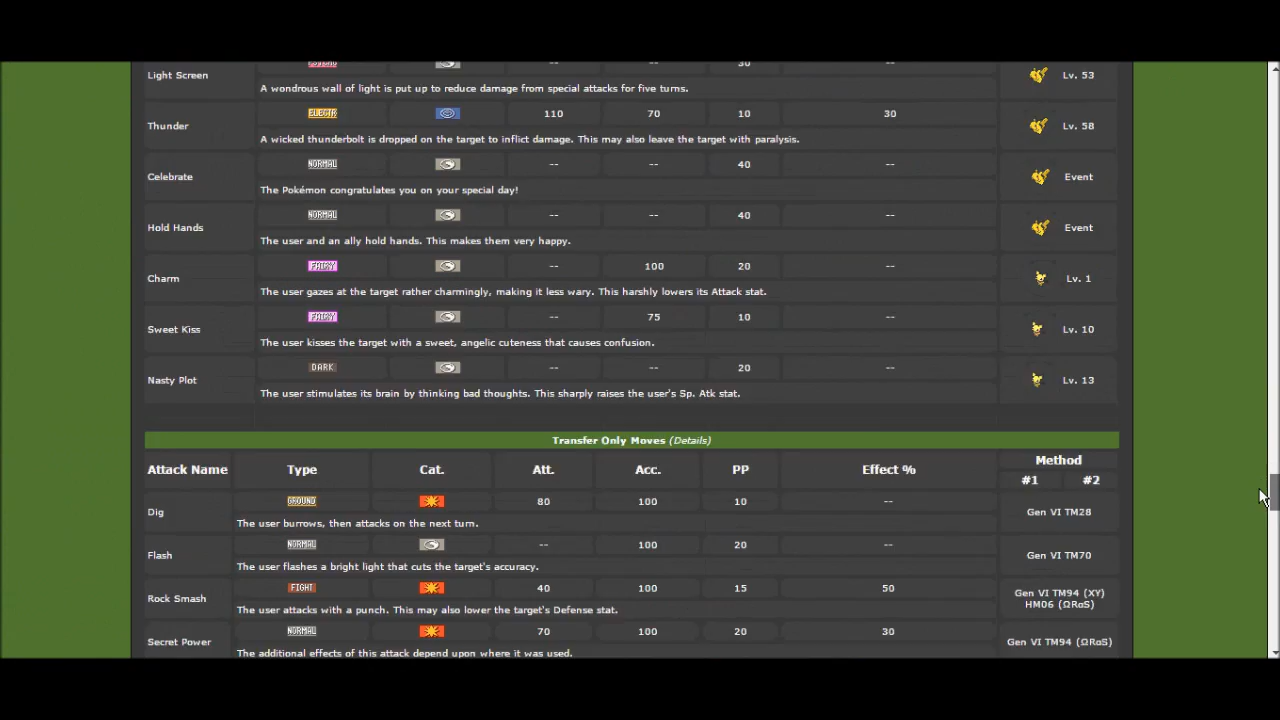 Light Screen -- -- 30 Lv. 53
A wondrous wall of light is put up to reduce damage from special attacks for five turns.
Thunder ELECTR 110 70 10 30 Lv. 58
A wicked thunderbolt is dropped on the target to inflict damage. This may also leave the target with paralysis.
Celebrate NORMAL -- -- 40 -- Event
The Pokémon congratulates you on your special day!
Hold Hands NORMAL -- -- 40 -- Event
The user and an ally hold hands. This makes them very happy.
Charm FAIRY -- 100 20 -- Lv. 1
The user gazes at the target rather charmingly, making it less wary. This harshly lowers its Attack stat.
Sweet Kiss FAIRY -- 75 10 -- Lv. 10
The user kisses the target with a sweet, angelic cuteness that causes confusion.
Nasty Plot DARK -- -- 20 -- Lv. 13
The user stimulates its brain by thinking bad thoughts. This sharply raises the user's Sp. Atk stat.
Transfer Only Moves (Details)
Attack Name Type Cat. Att. Acc. PP Effect % Method
#1 #2
Dig GROUND 80 100 10 -- Gen VI TM28
The user burrows, then attacks on the next turn.
Flash NORMAL -- 100 20 -- Gen VI TM70
The user flashes a bright light that cuts the target's accuracy.
Rock Smash FIGHT 40 100 15 50 Gen VI TM94 (XY)
HM06 (ΩRαS)
The user attacks with a punch. This may also lower the target's Defense stat.
Secret Power NORMAL 70 100 20 30 Gen VI TM94 (ΩRαS)
The additional effects of this attack depend upon where it was used.